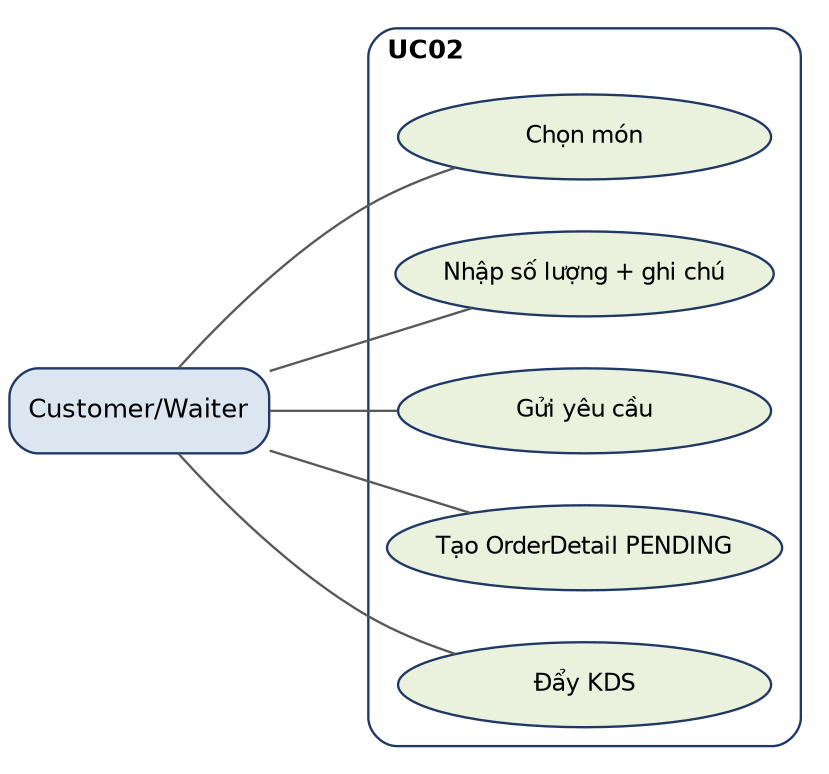 UC02
Chọn món
Nhập số lượng + ghi chú
Customer/Waiter
Gửi yêu cầu
Tạo OrderDetail PENDING
Đẩy KDS